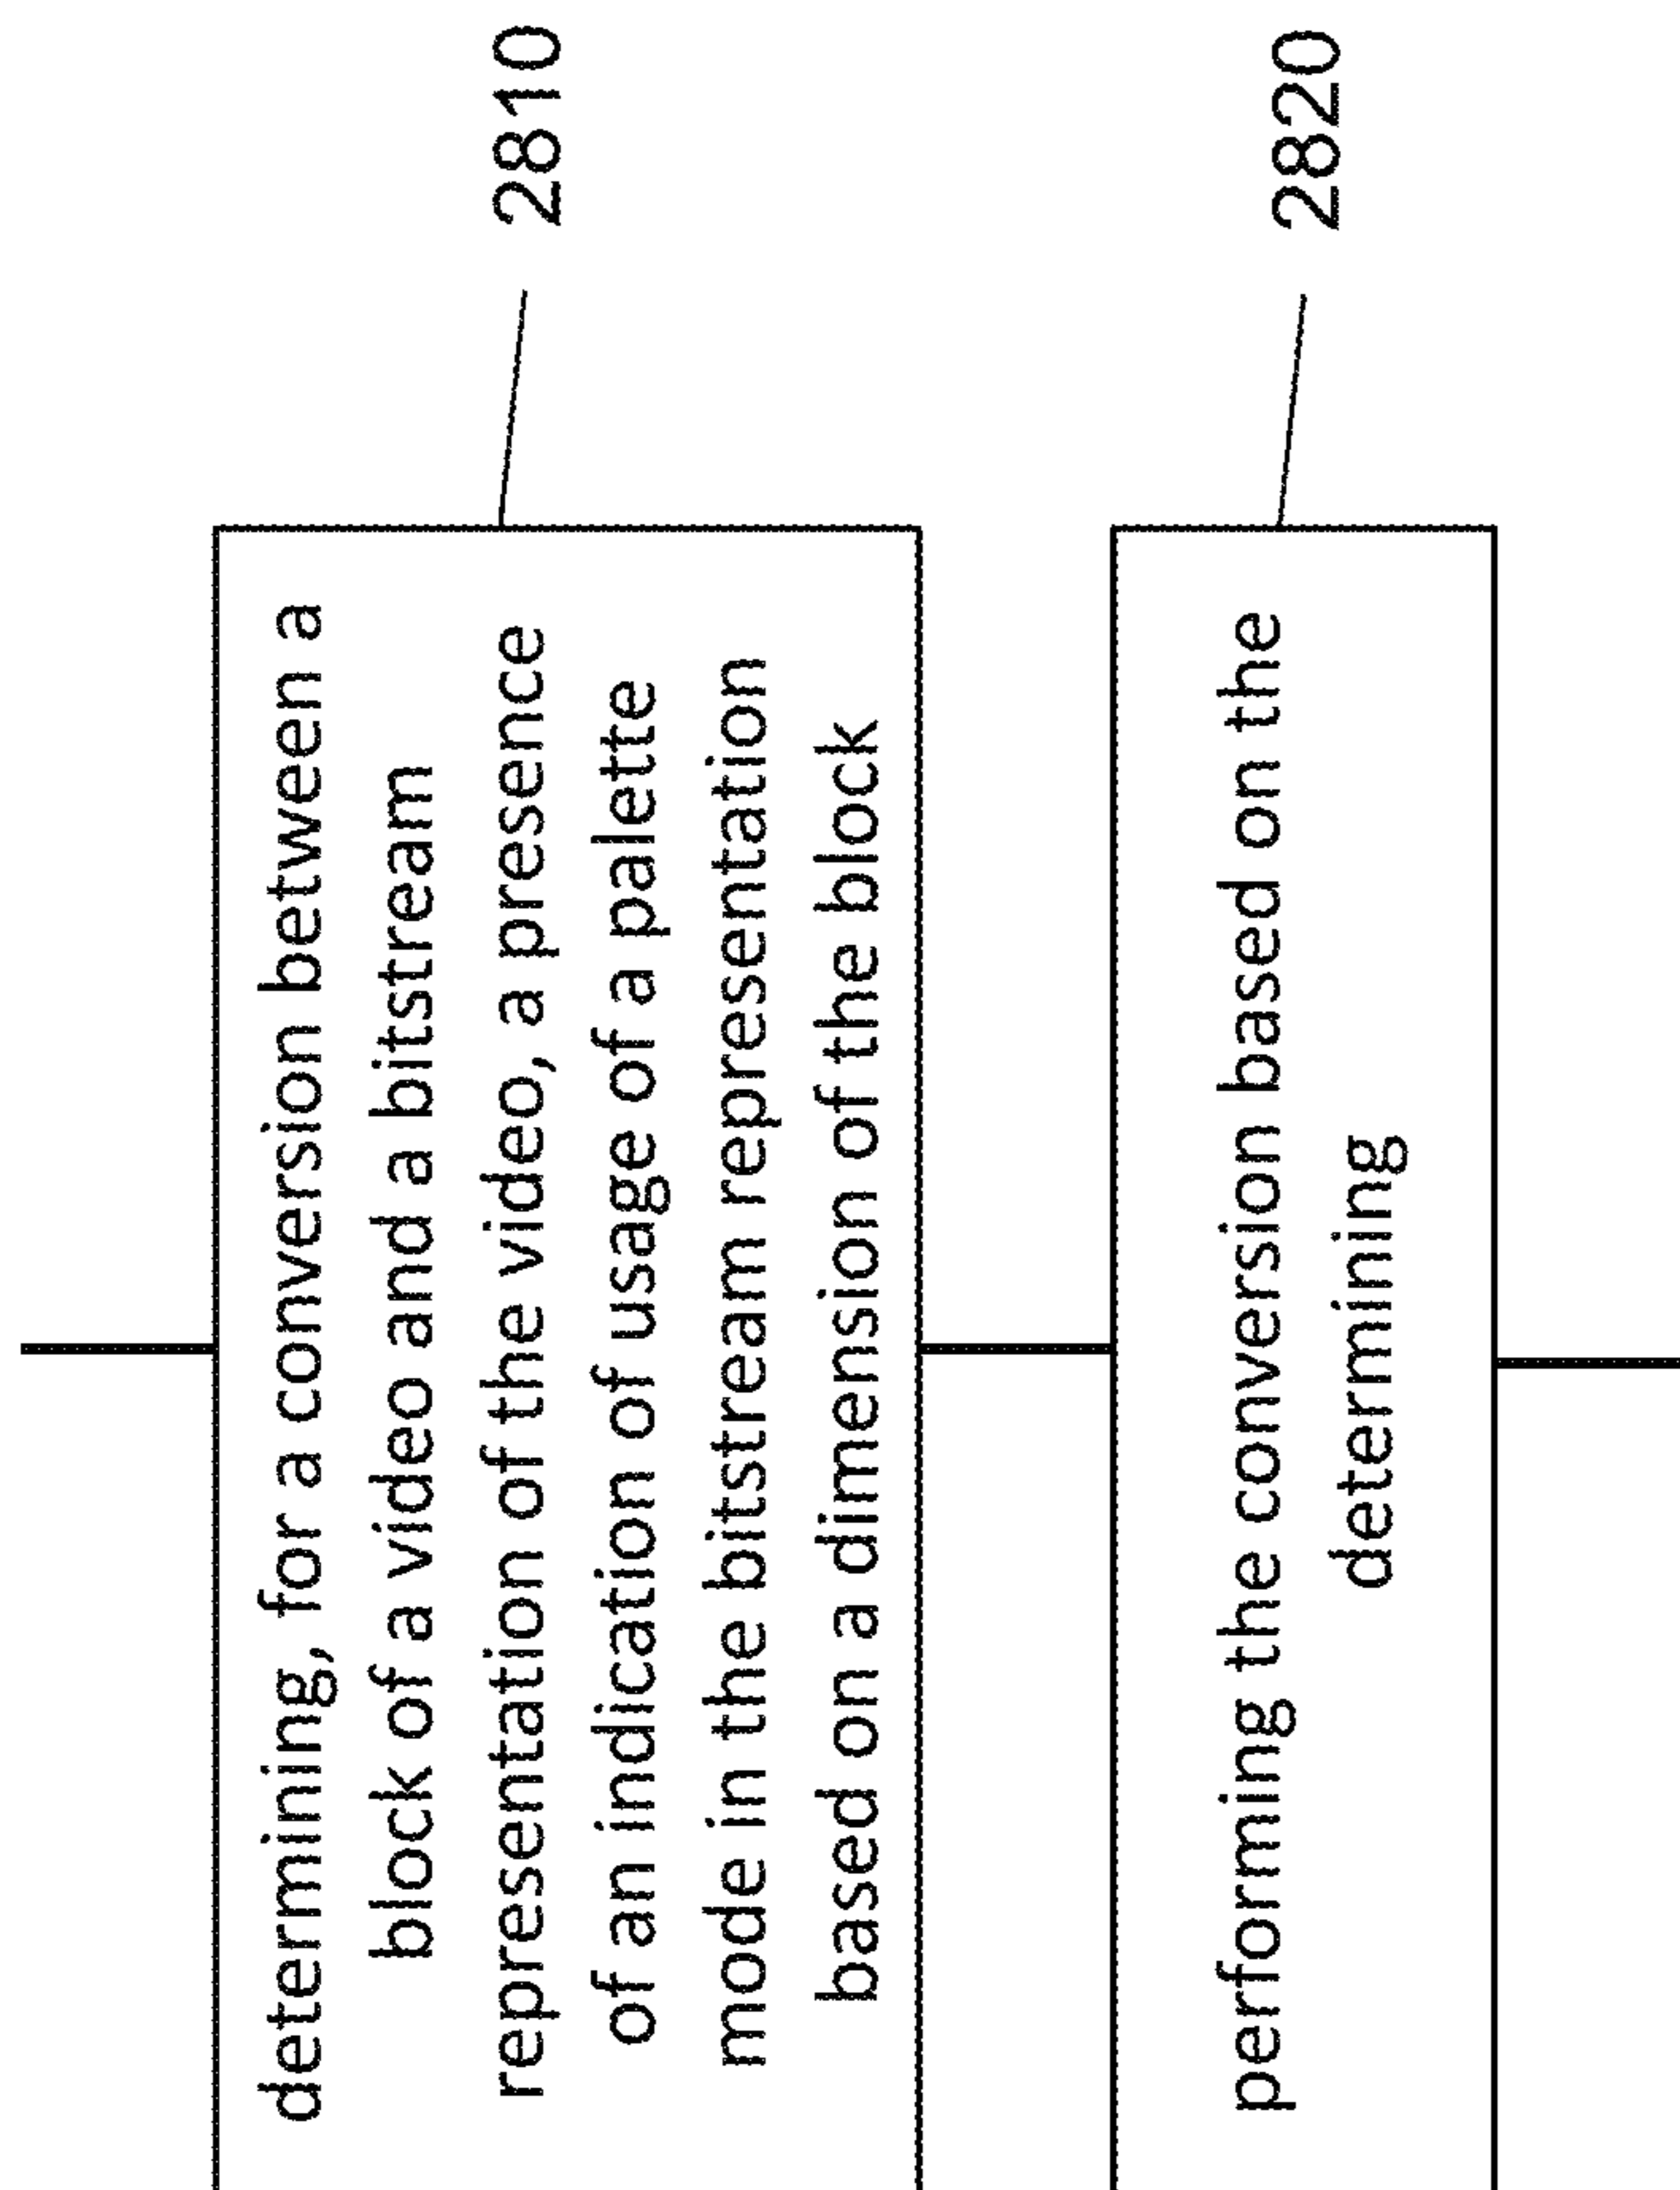 determining, for a conversion between a
block of a video and a bitstream
representation of the video, a presence
of an indication of usage of a palette
mode in the bitstream representation
based on a dimension of the block
2810
performing the conversion based on the
determining
2820